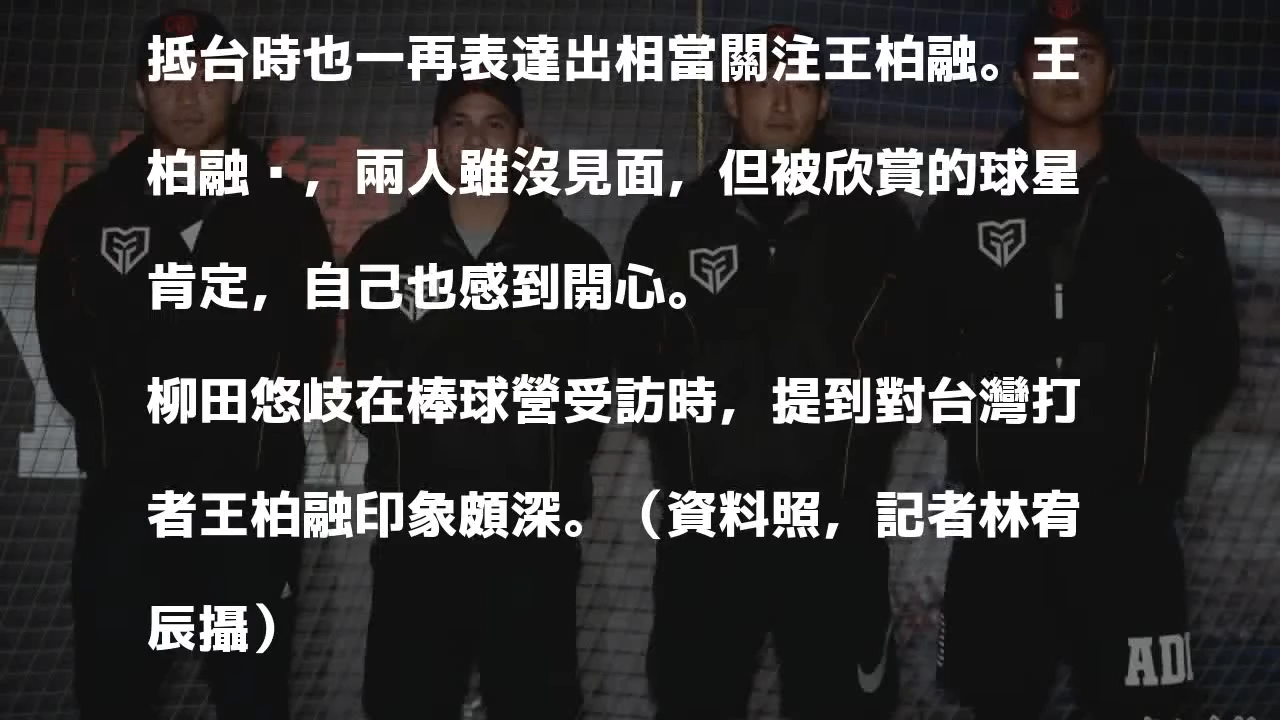 抵台時也一再表達出相當關注王柏融。王
柏融·，兩人雖沒見面，但被欣賞的球星
肯定，自己也感到開心。
柳田悠岐在棒球營受訪時，提到對台灣打
者王柏融印象頗深。（資料照，記者林宥
辰攝）
AD